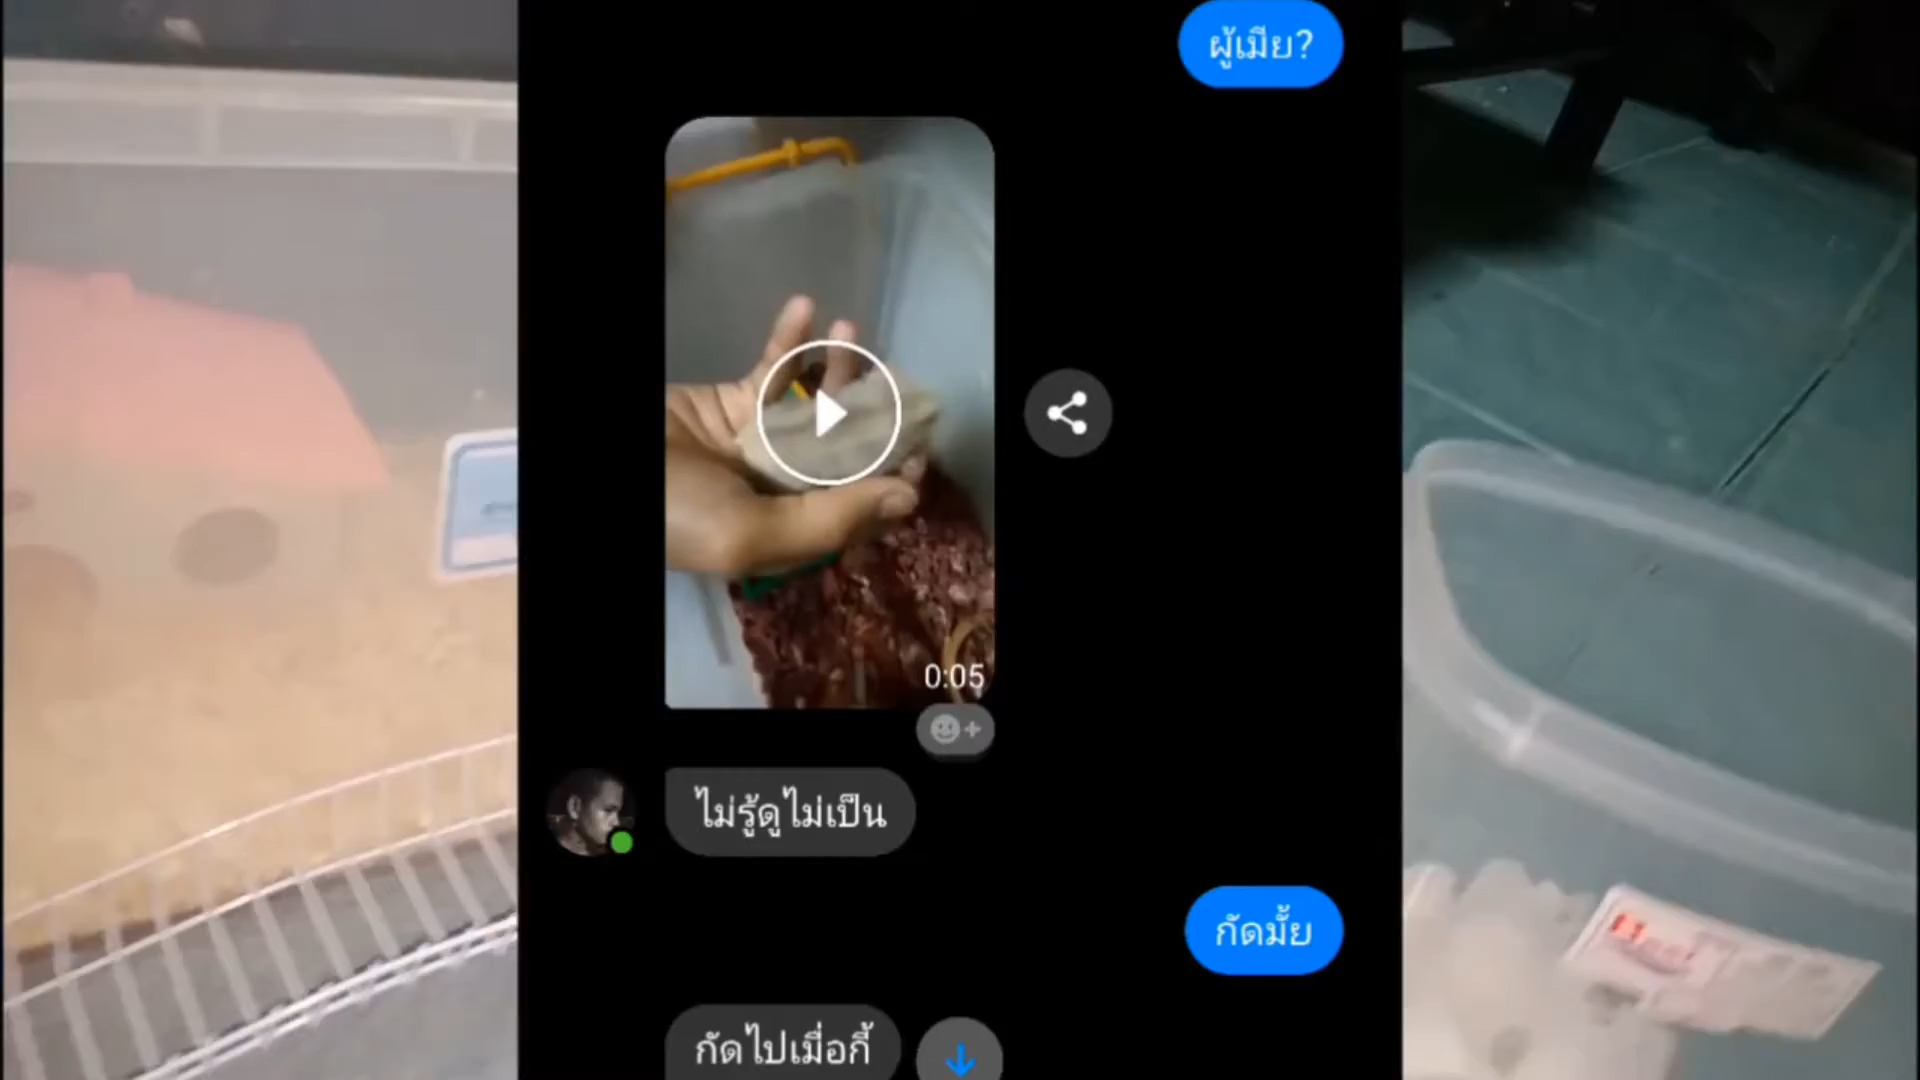 ผู้เมีย?
0:05
ไม่รู้ดูไม่เป็น
กัดมั้ย
กัดไปเมื่อกี้